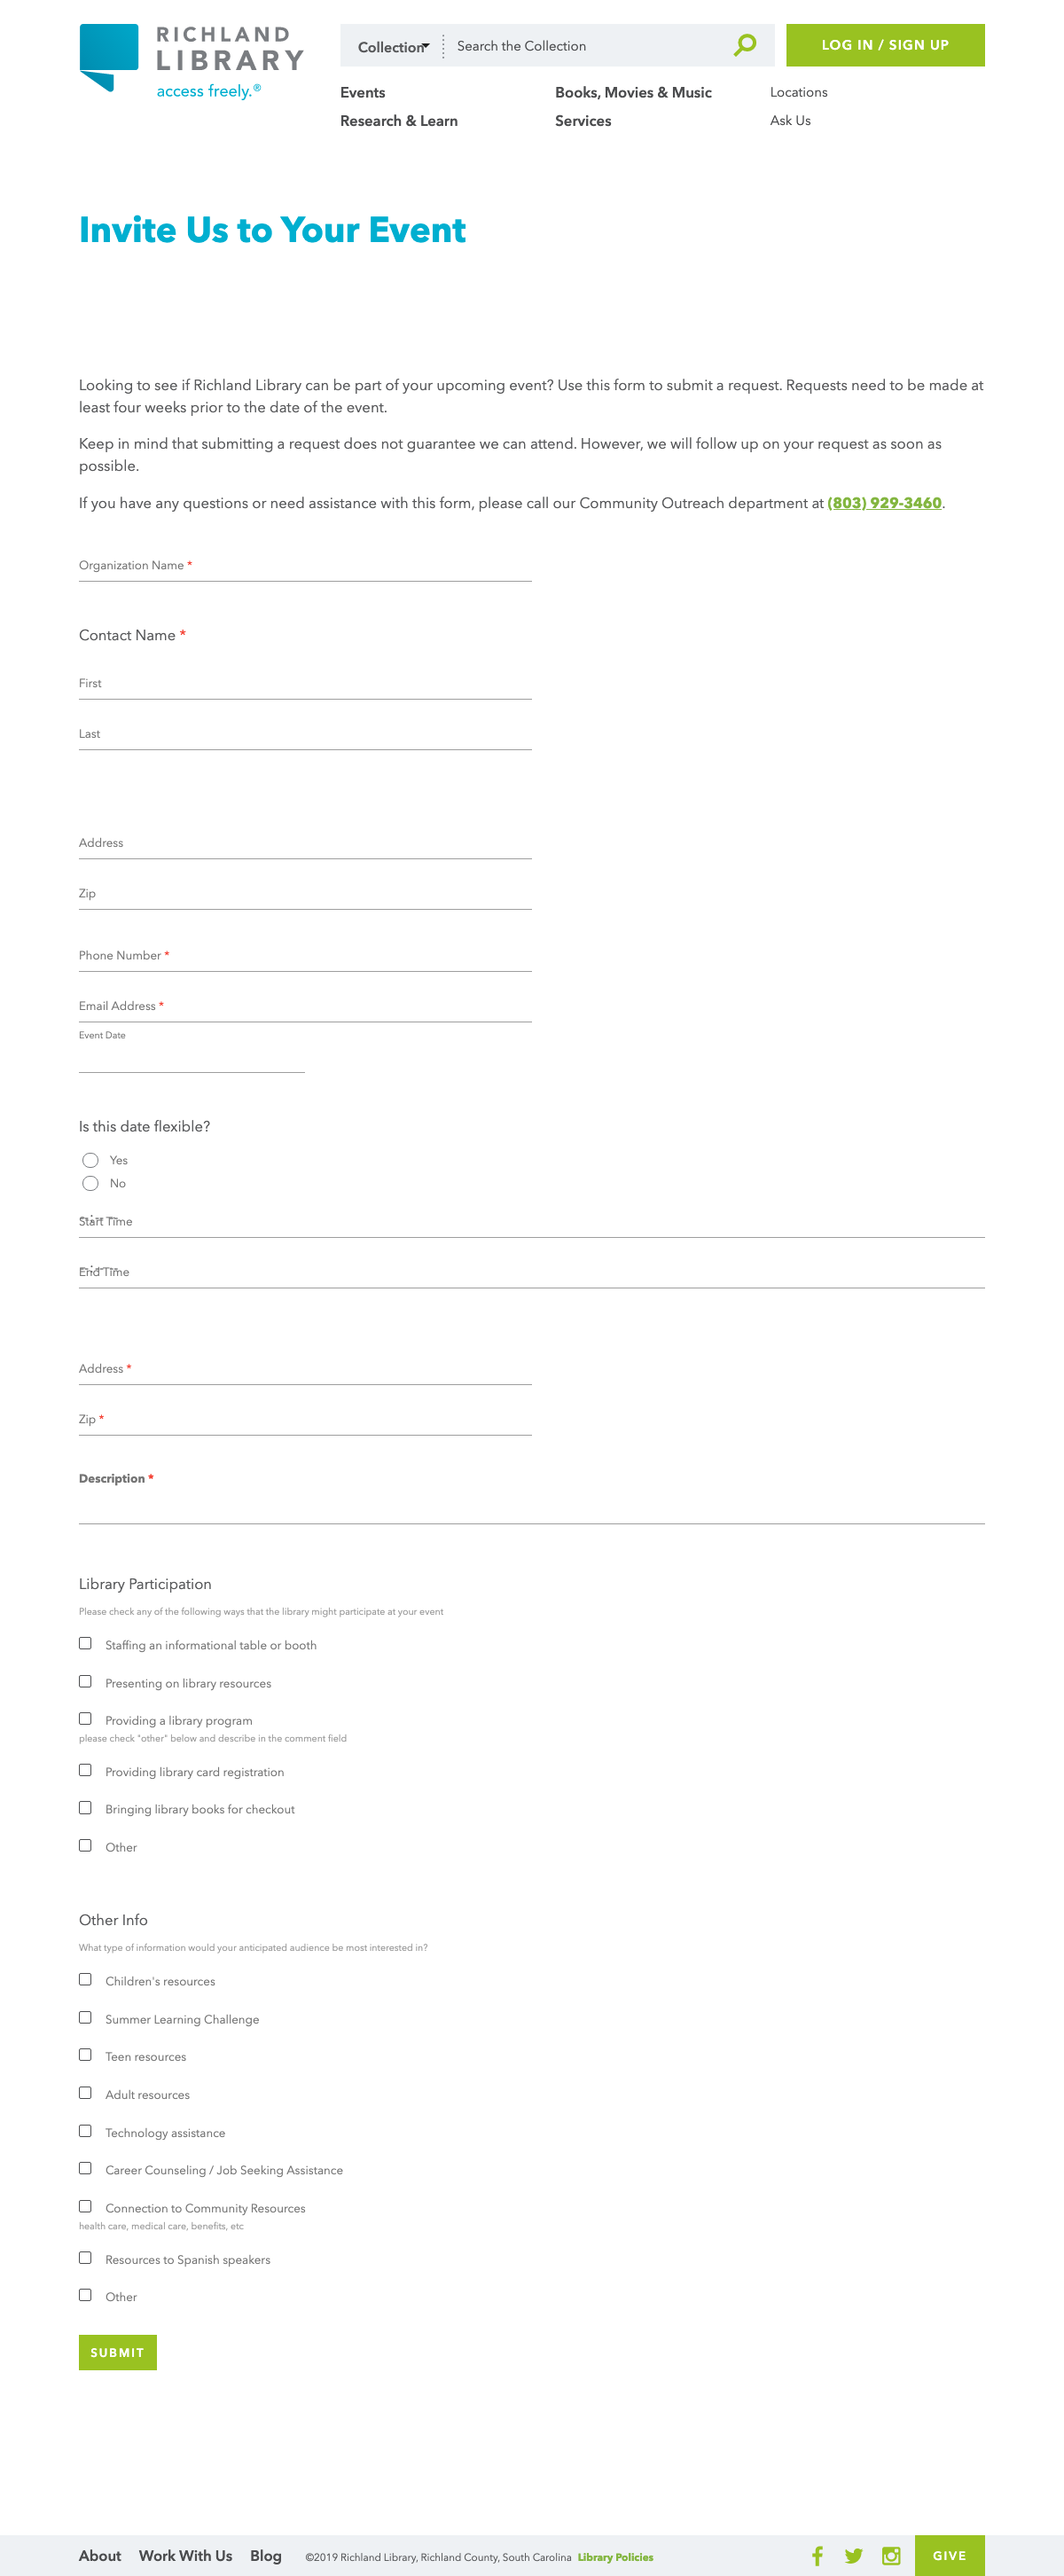 RICHLAND
LIBRARY
access freely.®
Collection
Search the Collection
LOG IN / SIGN UP
Events
Books, Movies & Music
Locations
Research & Learn
Services
Ask Us
Invite Us to Your Event
Looking to see if Richland Library can be part of your upcoming event? Use this form to submit a request. Requests need to be made at
least four weeks prior to the date of the event.
Keep in mind that submitting a request does not guarantee we can attend. However, we will follow up on your request as soon as
possible.
If you have any questions or need assistance with this form, please call our Community Outreach department at (803) 929-3460.
Organization Name *
Contact Name *
First
Last
Address
Zip
Phone Number *
Email Address *
Event Date
Is this date flexible?
Yes
No
Start Time
End Time
Address *
Zip *
Description *
Library Participation
Please check any of the following ways that the library might participate at your event
Staffing an informational table or booth
Presenting on library resources
Providing a library program
please check "other" below and describe in the comment field
Providing library card registration
Bringing library books for checkout
Other
Other Info
What type of information would your anticipated audience be most interested in?
Children's resources
Summer Learning Challenge
Teen resources
Adult resources
Technology assistance
Career Counseling / Job Seeking Assistance
Connection to Community Resources
health care, medical care, benefits, etc
Resources to Spanish speakers
Other
SUBMIT
About
Work With Us
Blog
©2019 Richland Library, Richland County, South Carolina Library Policies
GIVE